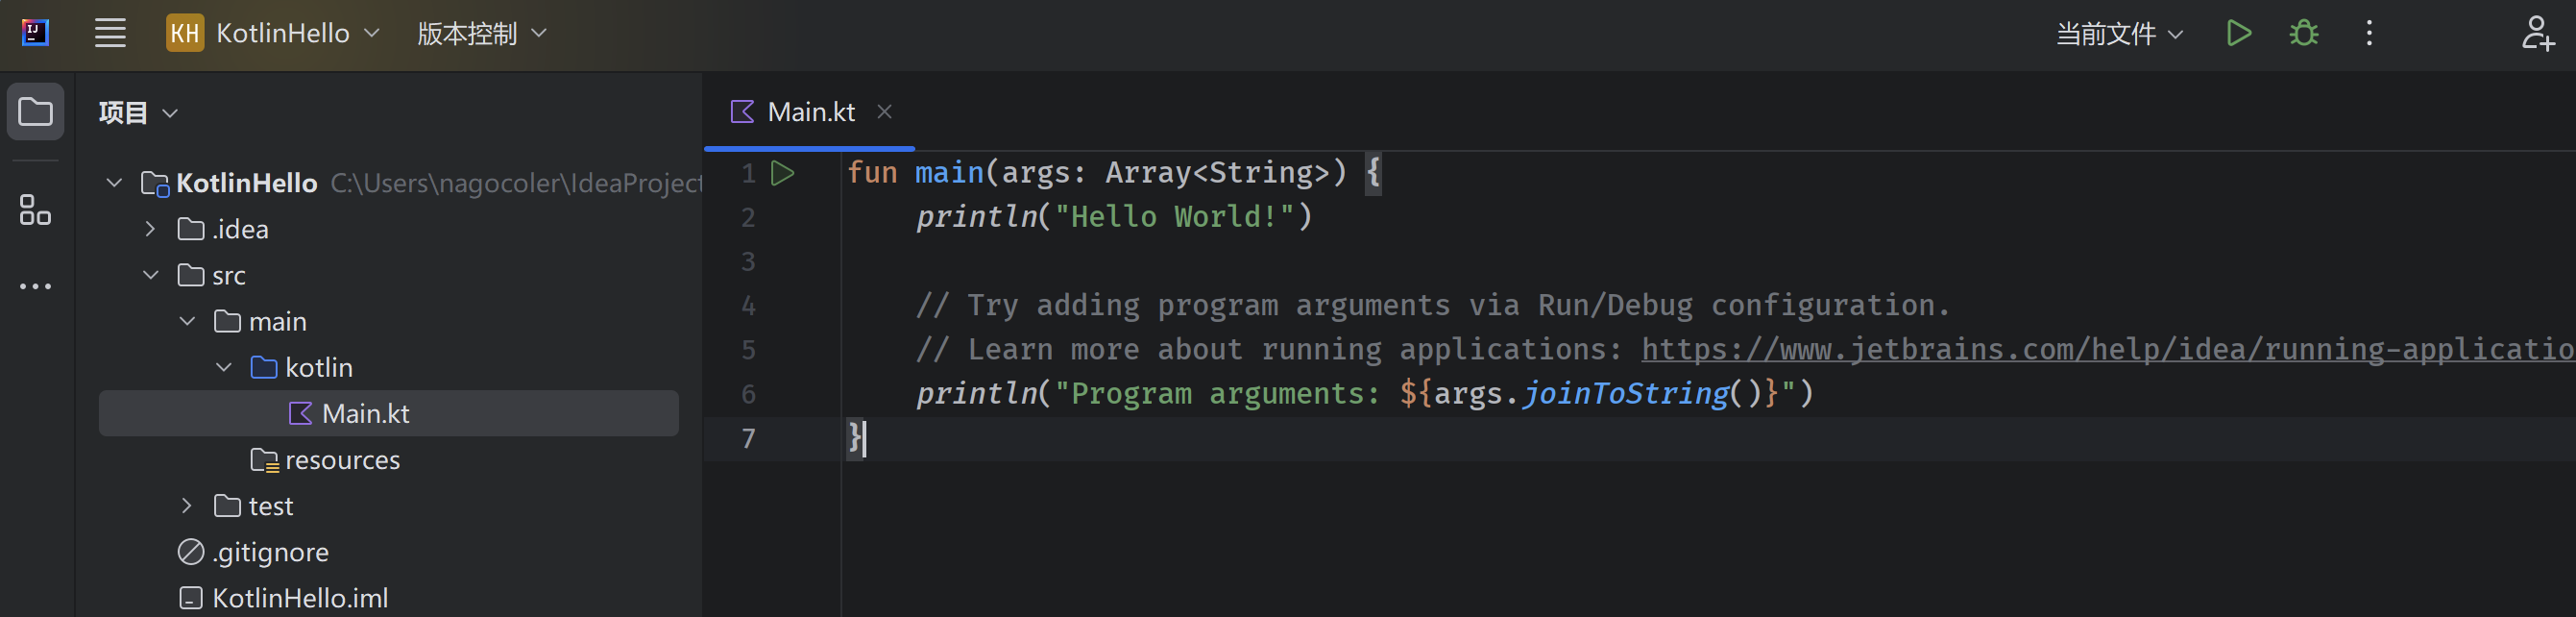 IJ
KH KotlinHello 版本控制 当前文件
项目
Main.kt
KotlinHello C:\Users\nagocoler\IdeaProject
.idea
src
main
kotlin
Main.kt
resources
test
.gitignore
KotlinHello.iml
1 fun main(args: Array<String>) {
2 println("Hello World!")
3
4 // Try adding program arguments via Run/Debug configuration.
5 // Learn more about running applications: https://www.jetbrains.com/help/idea/running-applicatio
6 println("Program arguments: ${args.joinToString()}")
7 }